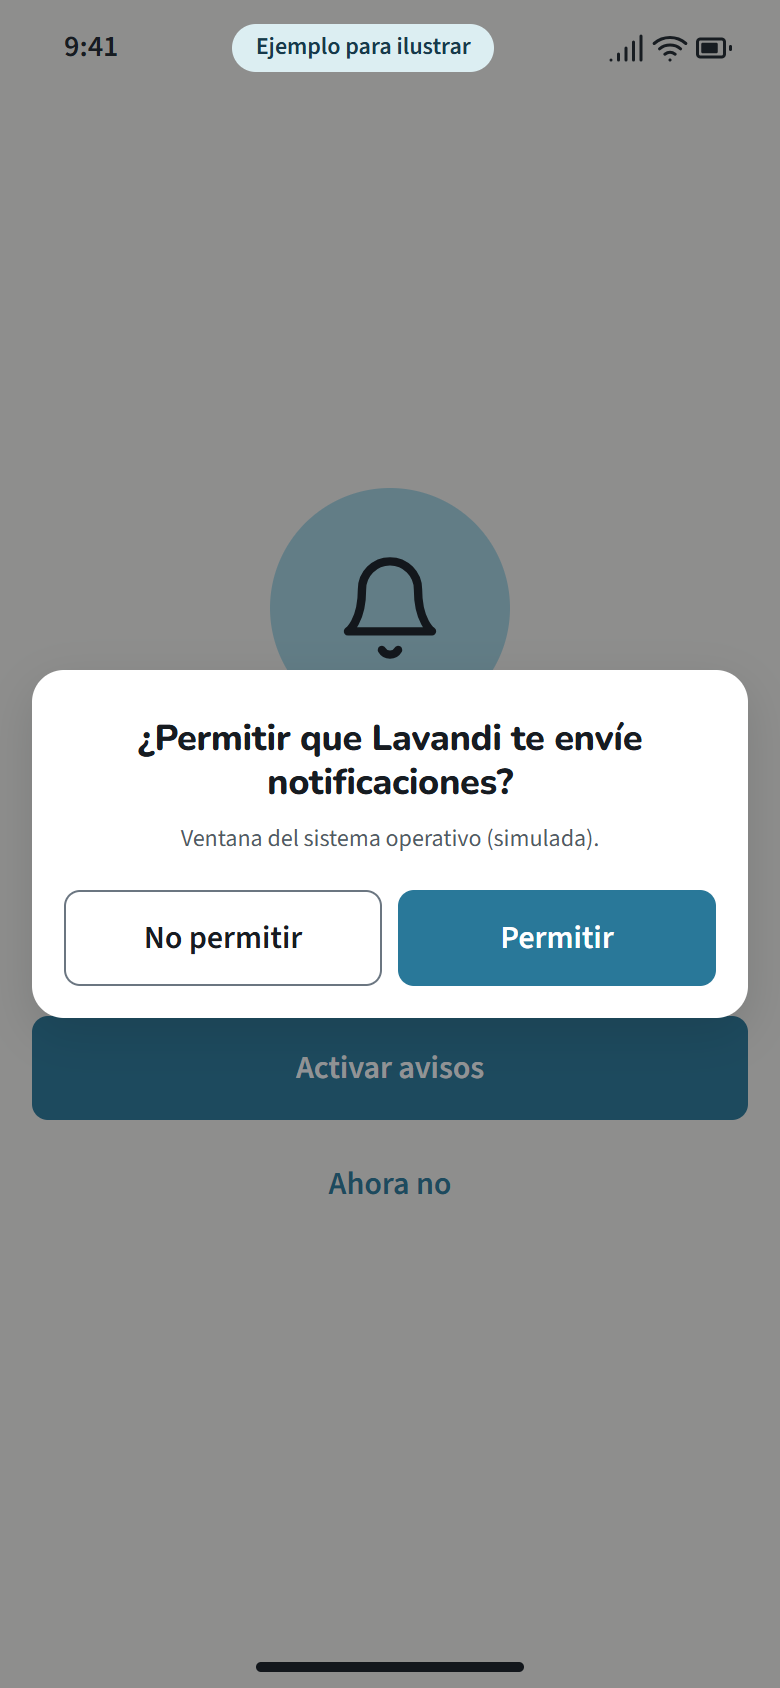 9:41
Ejemplo para ilustrar
¿Permitir que Lavandi te envíe
notificaciones?
Ventana del sistema operativo (simulada).
No permitir
Permitir
Activar avisos
Ahora no